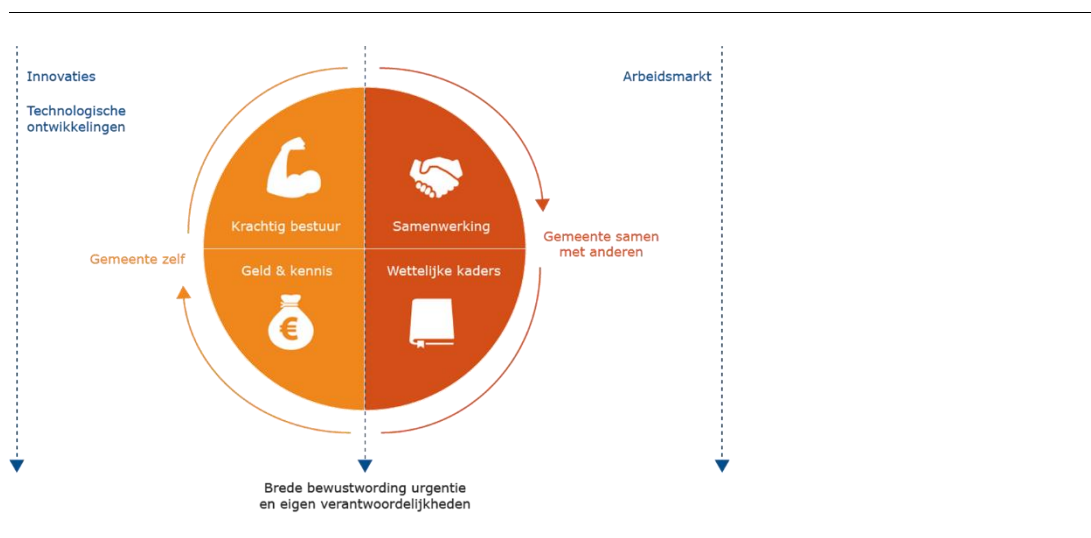 Innovaties
Arbeidsmarkt
Technologische
ontwikkelingen
Krachtig bestuur
Samenwerking
Gemeente samen
met anderen
Gemeente zelf
Geld & kennis
Wettelijke kaders
€
Brede bewustwording urgentie
en eigen verantwoordelijkheden